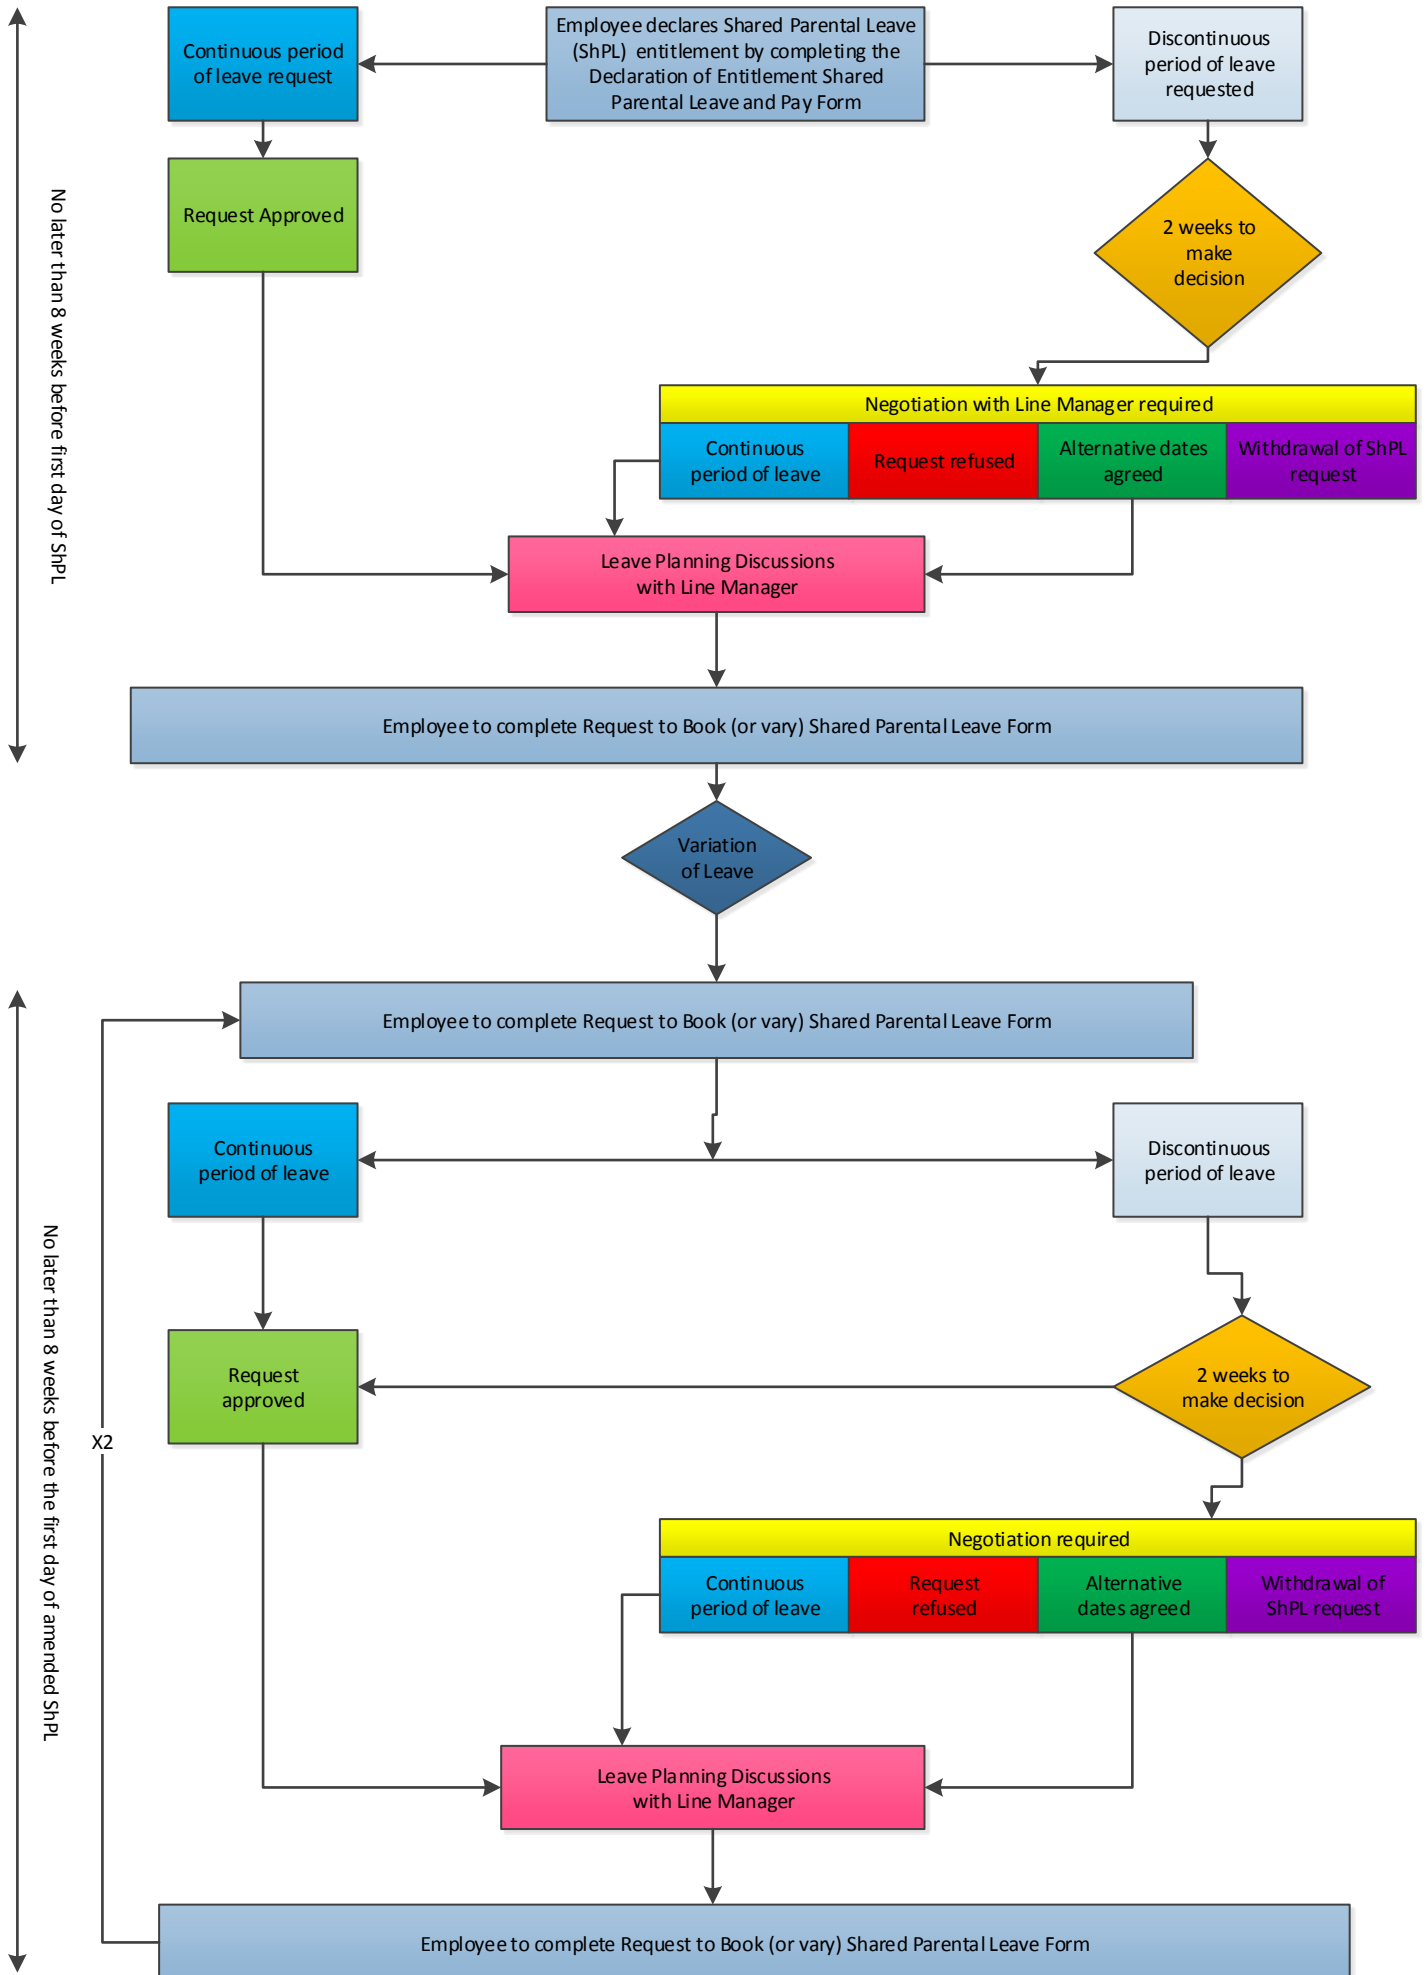 Continuous period
of leave request
Employee declares Shared Parental Leave
(ShPL) entitlement by completing the
Declaration of Entitlement Shared
Parental Leave and Pay Form
Discontinuous
period of leave
requested
Request Approved
2 weeks to
make
decision
No later than 8 weeks before first day of ShPL
Negotiation with Line Manager required
Continuous
period of leave
Request refused
Alternative dates
agreed
Withdrawal of ShPL
request
Leave Planning Discussions
with Line Manager
Employee to complete Request to Book (or vary) Shared Parental Leave Form
Variation
of Leave
Employee to complete Request to Book (or vary) Shared Parental Leave Form
Continuous
period of leave
Discontinuous
period of leave
Request
approved
2 weeks to
make decision
No later than 8 weeks before the first day of amended ShPL
X2
Negotiation required
Continuous
period of leave
Request
refused
Alternative
dates agreed
Withdrawal of
ShPL request
Leave Planning Discussions
with Line Manager
Employee to complete Request to Book (or vary) Shared Parental Leave Form